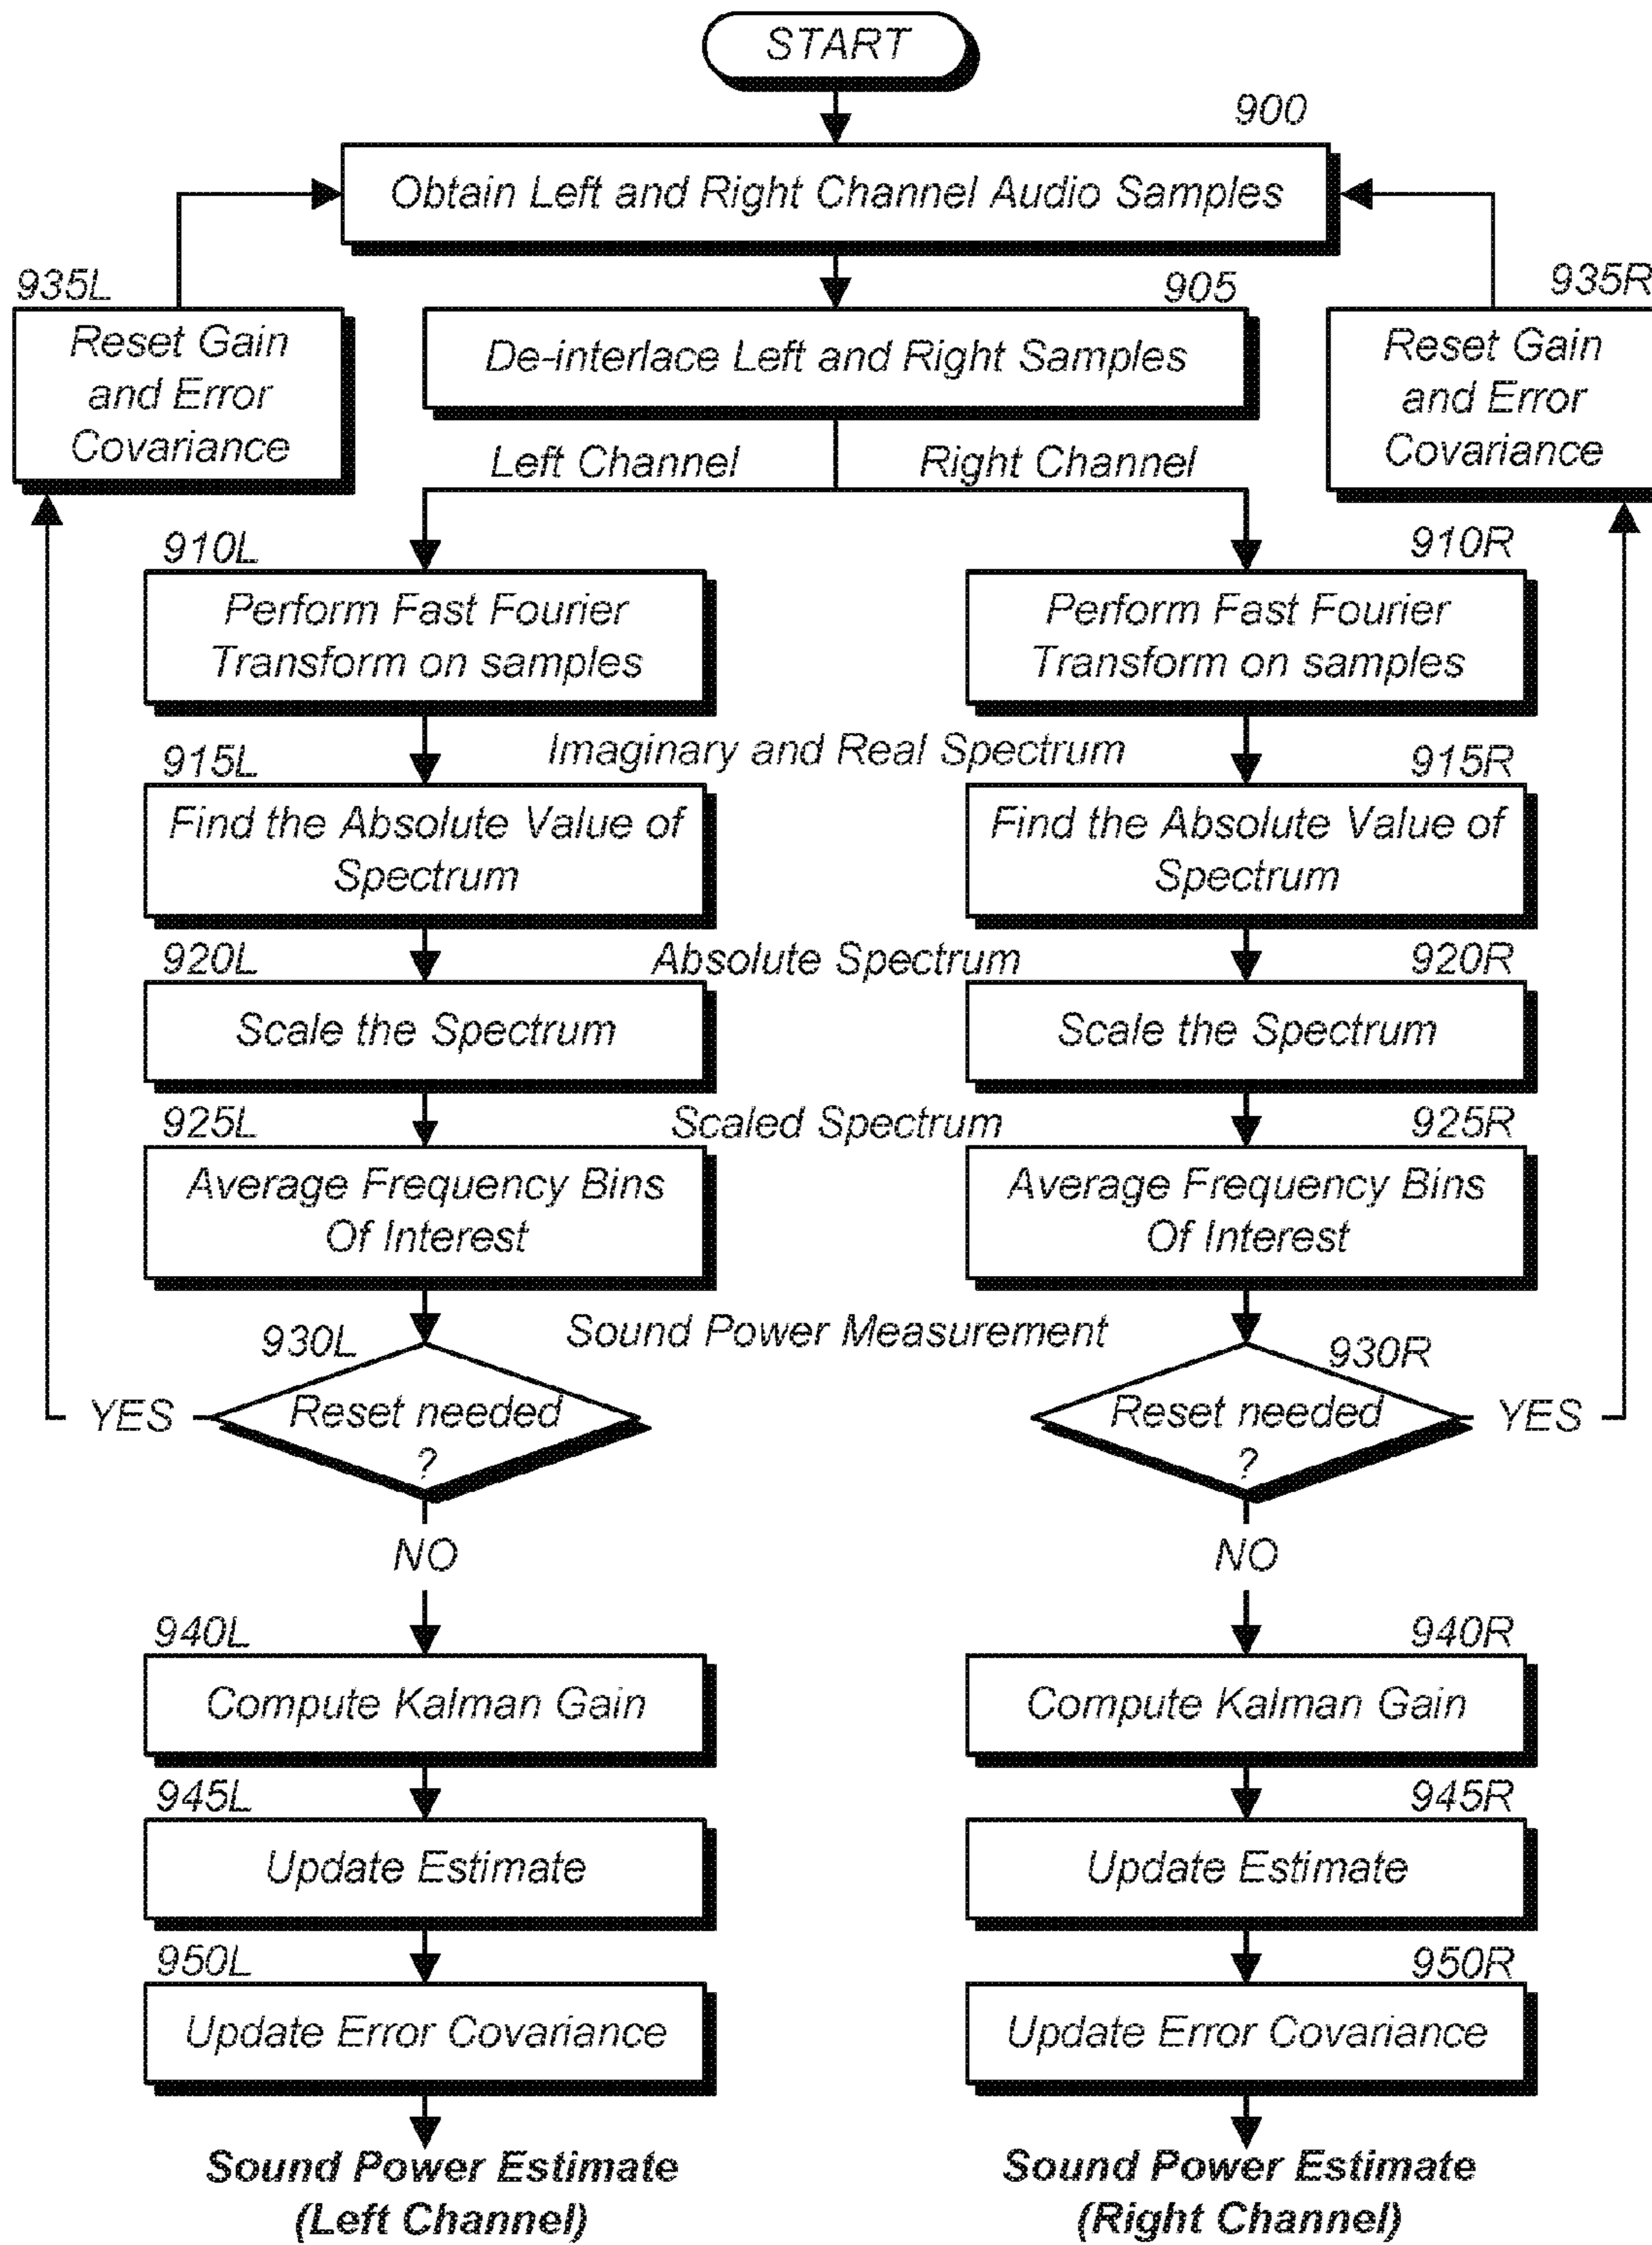 START
900
Obtain Left and Right Channel Audio Samples
935L
905
935R
Reset Gain
and Error
Covariance
De-interlace Left and Right Samples
Reset Gain
and Error
Covariance
Left Channel
Right Channel
910L
910R
Perform Fast Fourier
Transform on samples
Perform Fast Fourier
Transform on samples
Imaginary and Real Spectrum
915L
915R
Find the Absolute Value of
Spectrum
Find the Absolute Value of
Spectrum
920L
Absolute Spectrum
920R
Scale the Spectrum
Scale the Spectrum
925L
Scaled Spectrum
925R
Average Frequency Bins
Of Interest
Average Frequency Bins
Of Interest
930L
Sound Power Measurement
930R
YES
Reset needed
?
Reset needed
?
YES
NO
NO
940L
940R
Compute Kalman Gain
Compute Kalman Gain
945L
945R
Update Estimate
Update Estimate
950L
950R
Update Error Covariance
Update Error Covariance
Sound Power Estimate
(Left Channel)
Sound Power Estimate
(Right Channel)